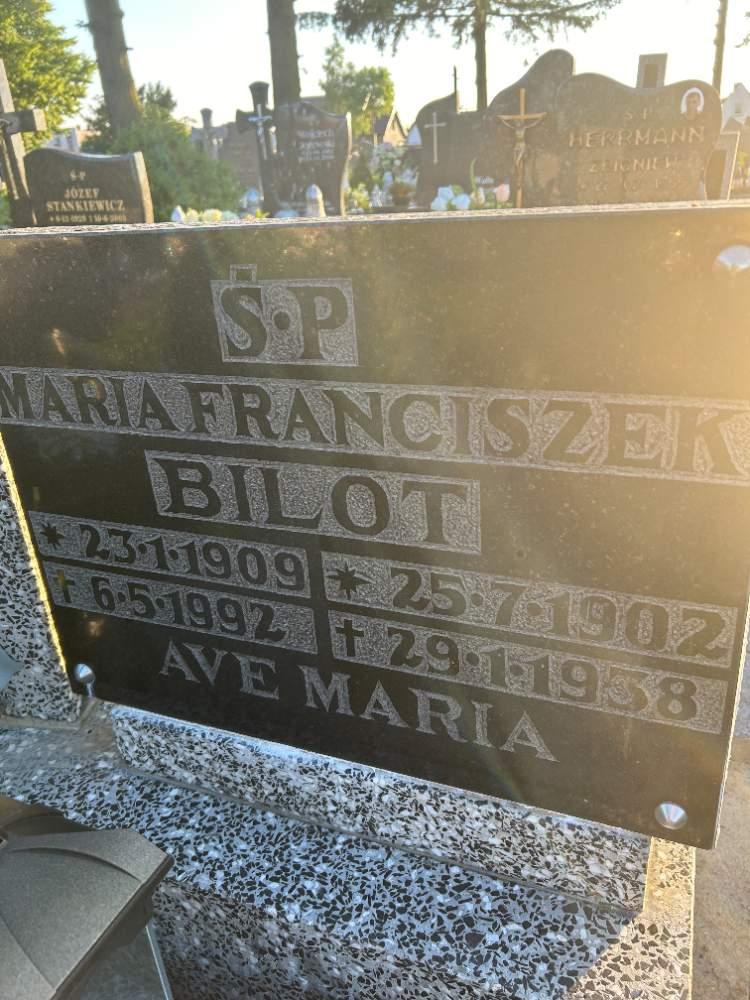 Ś·P
JÓZEF
STANKIEWICZ
S·P
HERRMANN
ZBIGNIEW
Ś·P
MARIA FRANCISZEK
BILOT
* 23·1·1909 * 25·7·1902
† 6·5·1992 † 29·1·1938
AVE MARIA